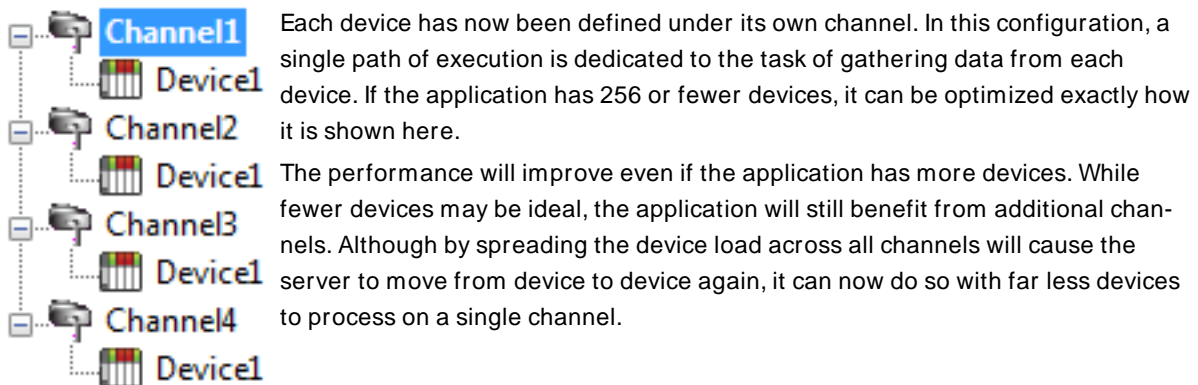 Channel1
Device1
Channel2
Device1
Channel3
Device1
Channel4
Device1
Each device has now been defined under its own channel. In this configuration, a
single path of execution is dedicated to the task of gathering data from each
device. If the application has 256 or fewer devices, it can be optimized exactly how
it is shown here.
The performance will improve even if the application has more devices. While
fewer devices may be ideal, the application will still benefit from additional chan-
nels. Although by spreading the device load across all channels will cause the
server to move from device to device again, it can now do so with far less devices
to process on a single channel.